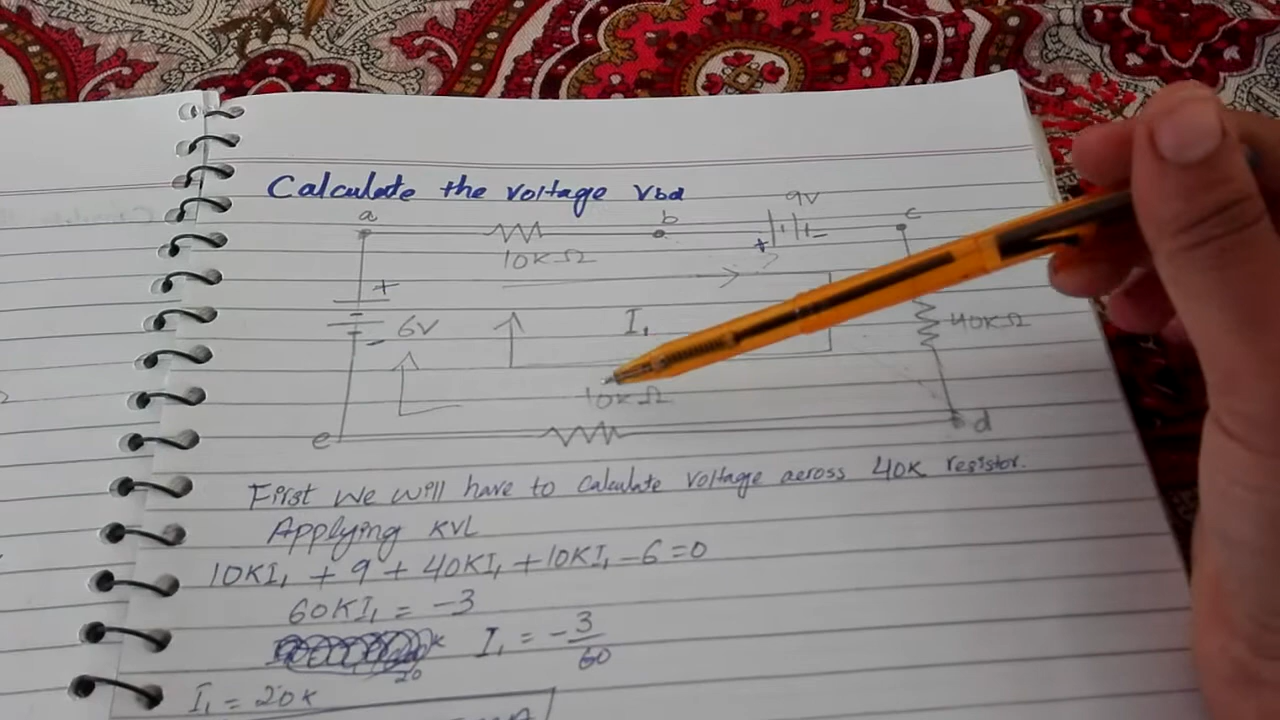 Calculate the voltage Vbd
9V
a b c
+ -
10KΩ
+
6V
I₁
40KΩ
-
10KΩ
e d
First We will have to calculate voltage across 40K resistor.
Applying KVL
10KI₁ + 9 + 40KI₁ + 10KI₁ - 6 = 0
60KI₁ = -3
I₁ = -3/60
20
I₁ = 20K